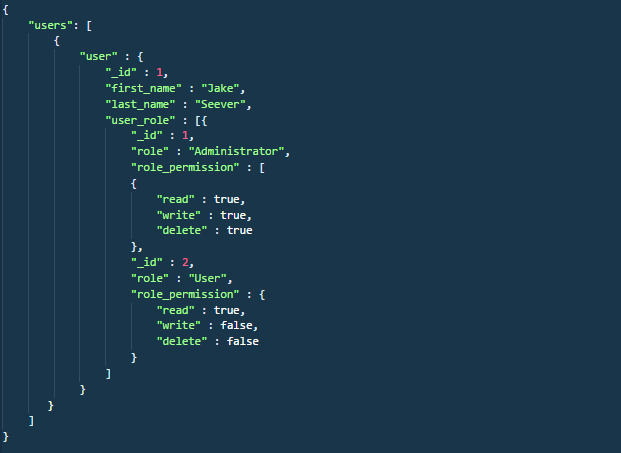 {
    "users": [
        {
            "user" : {
                "_id" : 1,
                "first_name" : "Jake",
                "last_name" : "Seever",
                "user_role" : [{
                    "_id" : 1,
                    "role" : "Administrator",
                    "role_permission" : [
                    {
                        "read" : true,
                        "write" : true,
                        "delete" : true
                    },
                    "_id" : 2,
                    "role" : "User",
                    "role_permission" : {
                        "read" : true,
                        "write" : false,
                        "delete" : false
                    }
                ]
            }
       }
    ]
}